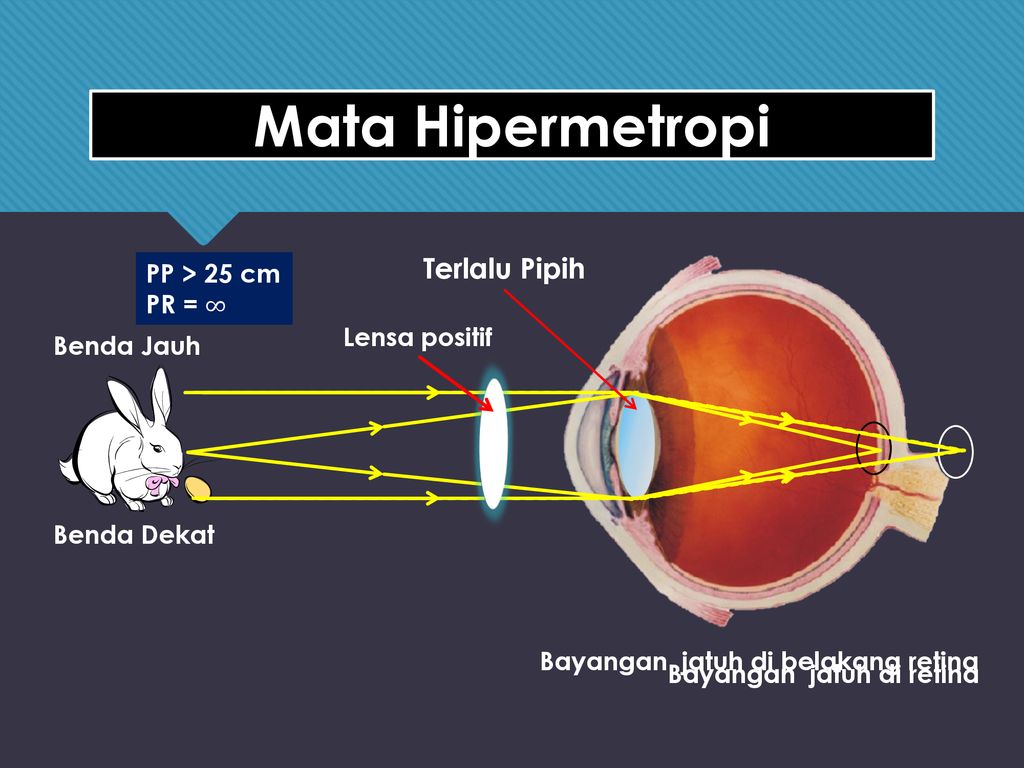 Mata Hipermetropi
PP > 25 cm
PR = ∞
Terlalu Pipih
Lensa positif
Benda Jauh
Benda Dekat
Bayangan jatuh di belakang retina
Bayangan jatuh di retina